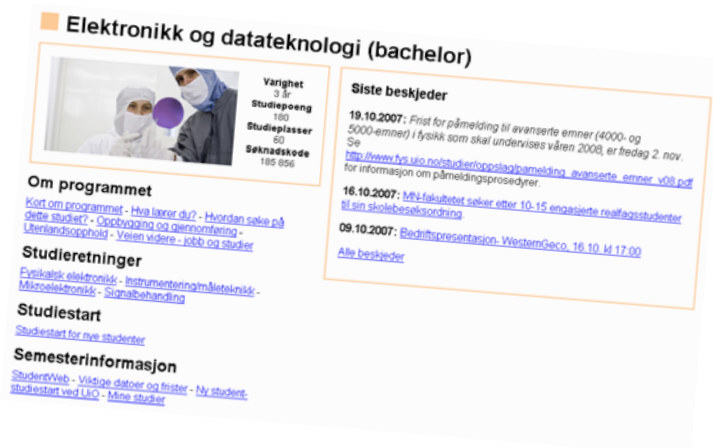 Elektronikk og datateknologi (bachelor)
Varighet
3 år
Studiepoeng
180
Studieplasser
60
Søknadskode
185 856
Om programmet
Kort om programmet - Hva lærer du? - Hvordan søke på
dette studiet? - Oppbygging og gjennomføring -
Utenlandsopphold - Veien videre - jobb og studier
Studieretninger
Fysikalsk elektronikk - Instrumentering/måleteknikk -
Mikroelektronikk - Signalbehandling
Studiestart
Studiestart for nye studenter
Semesterinformasjon
StudentWeb - Viktige datoer og frister - Ny student-
studiestart ved UiO - Mine studier
Siste beskjeder
19.10.2007: Frist for påmelding til avanserte emner (4000- og
5000-emner) i fysikk som skal undervises våren 2008, er fredag 2. nov.
Se
http://www.fys.uio.no/studier/oppslag/pamelding_avanserte_emner_v08.pdf
for informasjon om påmeldingsprosedyrer.
16.10.2007: MN-fakultetet søker etter 10-15 engasjerte realfagsstudenter
til sin skolebesøksordning.
09.10.2007: Bedriftspresentasjon- WesternGeco, 16.10. kl 17:00
Alle beskjeder